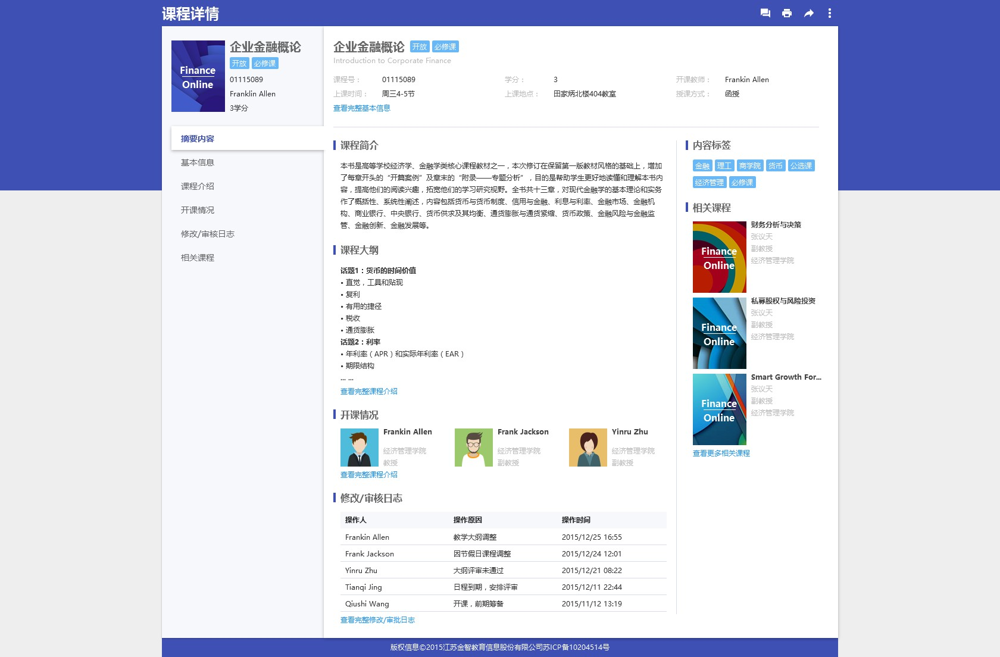 课程详情
Finance
Online
企业金融概论
开放 必修课
01115089
Franklin Allen
3学分
摘要内容
基本信息
课程介绍
开课情况
修改/审核日志
相关课程
企业金融概论 开放 必修课
Introduction to Corporate Finance
课程号： 01115089 学分： 3 开课教师： Frankin Allen
上课时间： 周三4-5节 上课地点： 田家炳北楼404教室 授课方式： 函授
查看完整基本信息
课程简介
本书是高等学校经济学、金融学类核心课程教材之一，本次修订在保留第一版教材风格的基础上，增加
了每章开头的“开篇案例”及章末的“附录——专题分析”，目的是帮助学生更好地读懂和理解本书内
容，提高他们的阅读兴趣，拓宽他们的学习研究视野。全书共十三章，对现代金融学的基本理论和实务
作了概括性、系统性阐述，内容包括货币与货币制度、信用与金融、利息与利率、金融市场、金融机
构、商业银行、中央银行、货币供求及其均衡、通货膨胀与通货紧缩、货币政策、金融风险与金融监
管、金融创新、金融发展等。
课程大纲
话题1：货币的时间价值
• 直觉，工具和贴现
• 复利
• 有用的捷径
• 税收
• 通货膨胀
话题2：利率
• 年利率（APR）和实际年利率（EAR）
• 期限结构
... ...
查看完整课程介绍
开课情况
Frankin Allen
经济管理学院
教授
Frank Jackson
经济管理学院
副教授
Yinru Zhu
经济管理学院
副教授
查看完整课程介绍
修改/审核日志
操作人 操作原因 操作时间
Frankin Allen 教学大纲调整 2015/12/25 16:55
Frank Jackson 因节假日课程调整 2015/12/24 12:01
Yinru Zhu 大纲评审未通过 2015/12/21 08:22
Tianqi Jing 日程到期，安排评审 2015/12/11 22:44
Qiushi Wang 开课，前期筹备 2015/11/12 13:19
查看完整修改/审批日志
内容标签
金融 理工 商学院 货币 公选课
经济管理 必修课
相关课程
Finance
Online
财务分析与决策
张议天
副教授
经济管理学院
Finance
Online
私募股权与风险投资
张议天
副教授
经济管理学院
Finance
Online
Smart Growth For...
张议天
副教授
经济管理学院
查看更多相关课程
版权信息©2015江苏金智教育信息股份有限公司苏ICP备10204514号